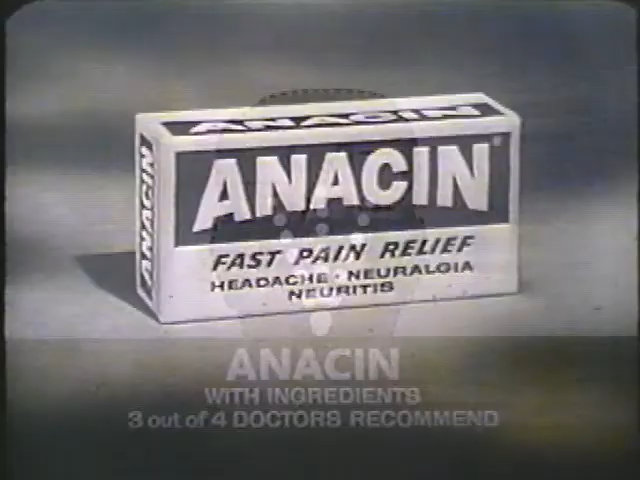 ANACIN
ANACIN
ANACIN®
FAST PAIN RELIEF
HEADACHE • NEURALGIA
NEURITIS
ANACIN
WITH INGREDIENTS
3 out of 4 DOCTORS RECOMMEND